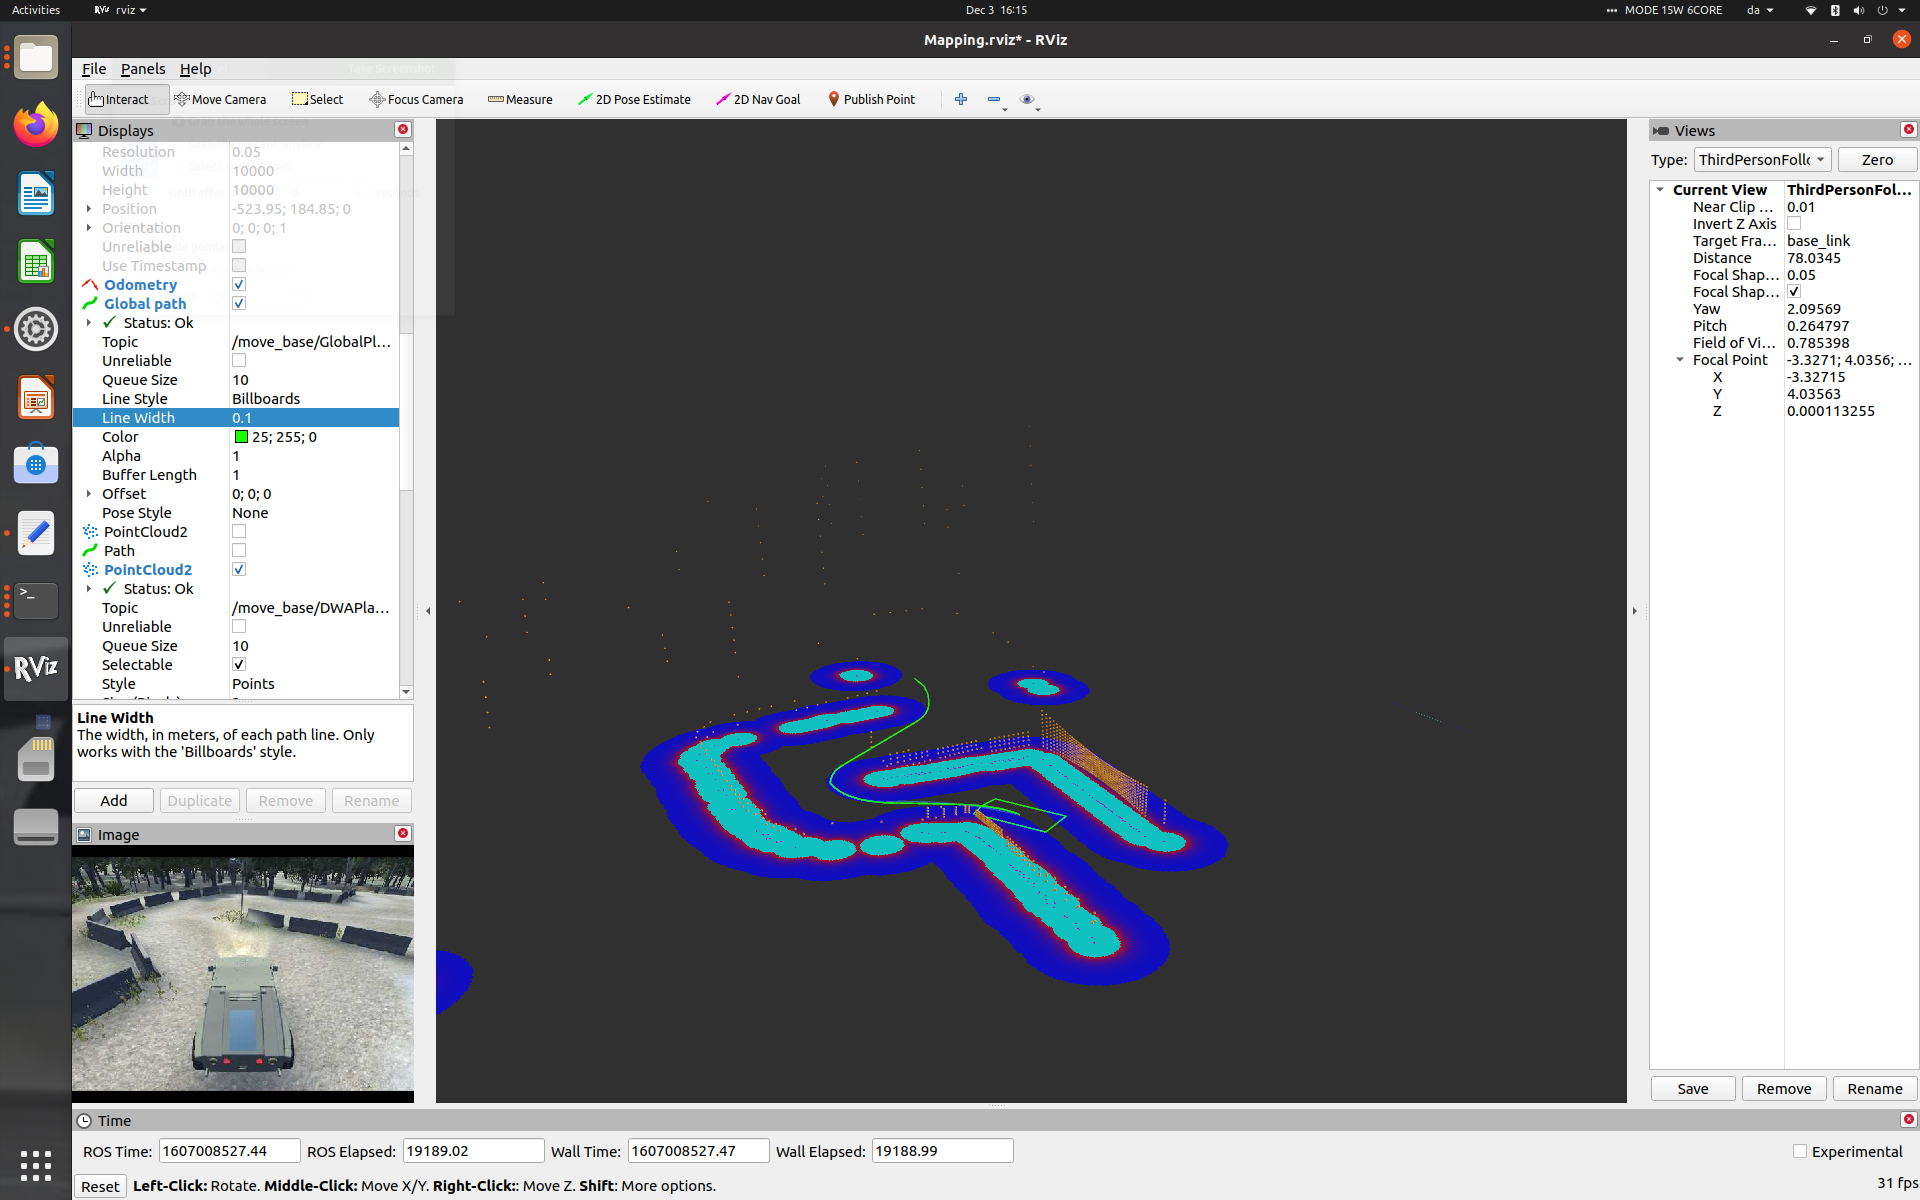 Activities
rviz
Dec 3 16:15
MODE 15W 6CORE
da
Mapping.rviz* - RViz
File Panels Help
Interact Move Camera Select Focus Camera Measure 2D Pose Estimate 2D Nav Goal Publish Point
Displays
Resolution 0.05
Width 10000
Height 10000
Position -523.95; 184.85; 0
Orientation 0; 0; 0; 1
Unreliable
Use Timestamp
Odometry
Global path
Status: Ok
Topic /move_base/GlobalPl...
Unreliable
Queue Size 10
Line Style Billboards
Line Width 0.1
Color 25; 255; 0
Alpha 1
Buffer Length 1
Offset 0; 0; 0
Pose Style None
PointCloud2
Path
PointCloud2
Status: Ok
Topic /move_base/DWAPla...
Unreliable
Queue Size 10
Selectable
Style Points
Line Width
The width, in meters, of each path line. Only
works with the 'Billboards' style.
Add Duplicate Remove Rename
Image
RViz
Views
Type: ThirdPersonFoll Zero
Current View ThirdPersonFol...
Near Clip ... 0.01
Invert Z Axis
Target Fra... base_link
Distance 78.0345
Focal Shap... 0.05
Focal Shap...
Yaw 2.09569
Pitch 0.264797
Field of Vi... 0.785398
Focal Point -3.3271; 4.0356; ...
X -3.32715
Y 4.03563
Z 0.000113255
Save Remove Rename
Time
ROS Time: 1607008527.44 ROS Elapsed: 19189.02 Wall Time: 1607008527.47 Wall Elapsed: 19188.99
Experimental
Reset Left-Click: Rotate. Middle-Click: Move X/Y. Right-Click:: Move Z. Shift: More options.
31 fps